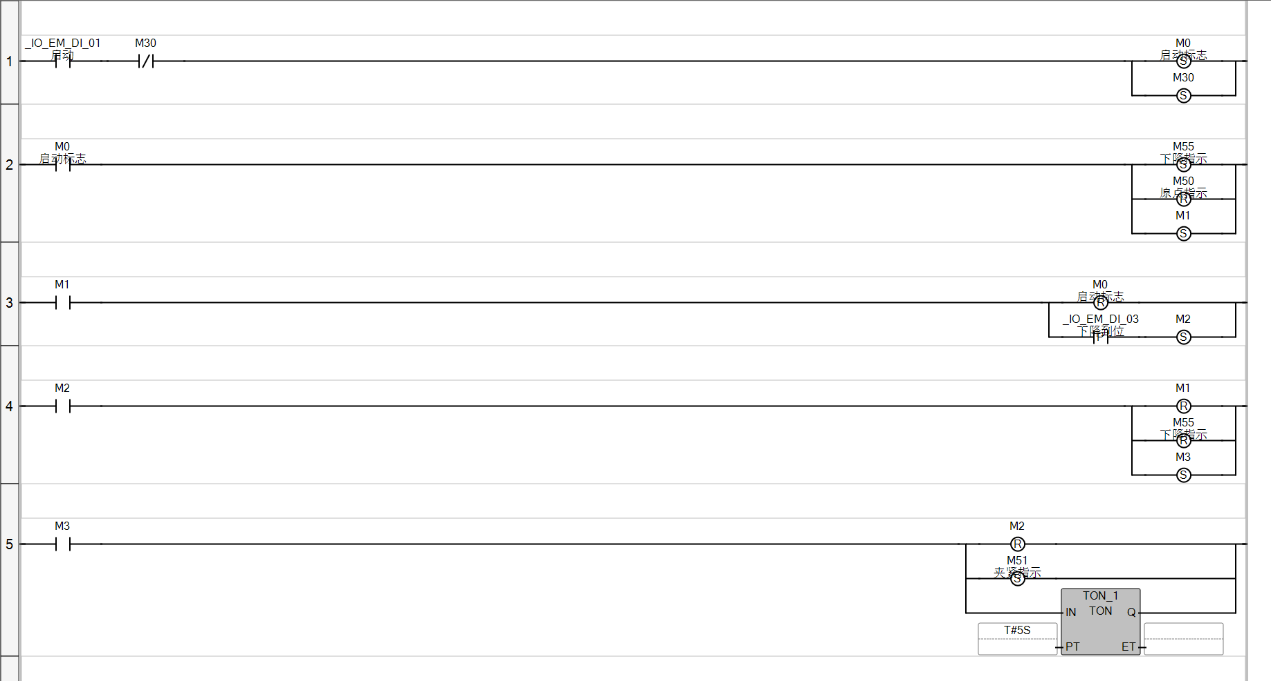 _IO_EM_DI_01 M30 M0
启动 启动标志
1 S
M30
S
M0 M55
启动标志 下降指示
2 S
M50
原点指示
R
M1
S
M1 M0
启动标志
3 R
_IO_EM_DI_03 M2
下降到位
P S
M2 M1
4 R
M55
下降指示
R
M3
S
M3 M2
5 R
M51
夹紧指示
S
TON_1
IN TON Q
T#5S
PT ET